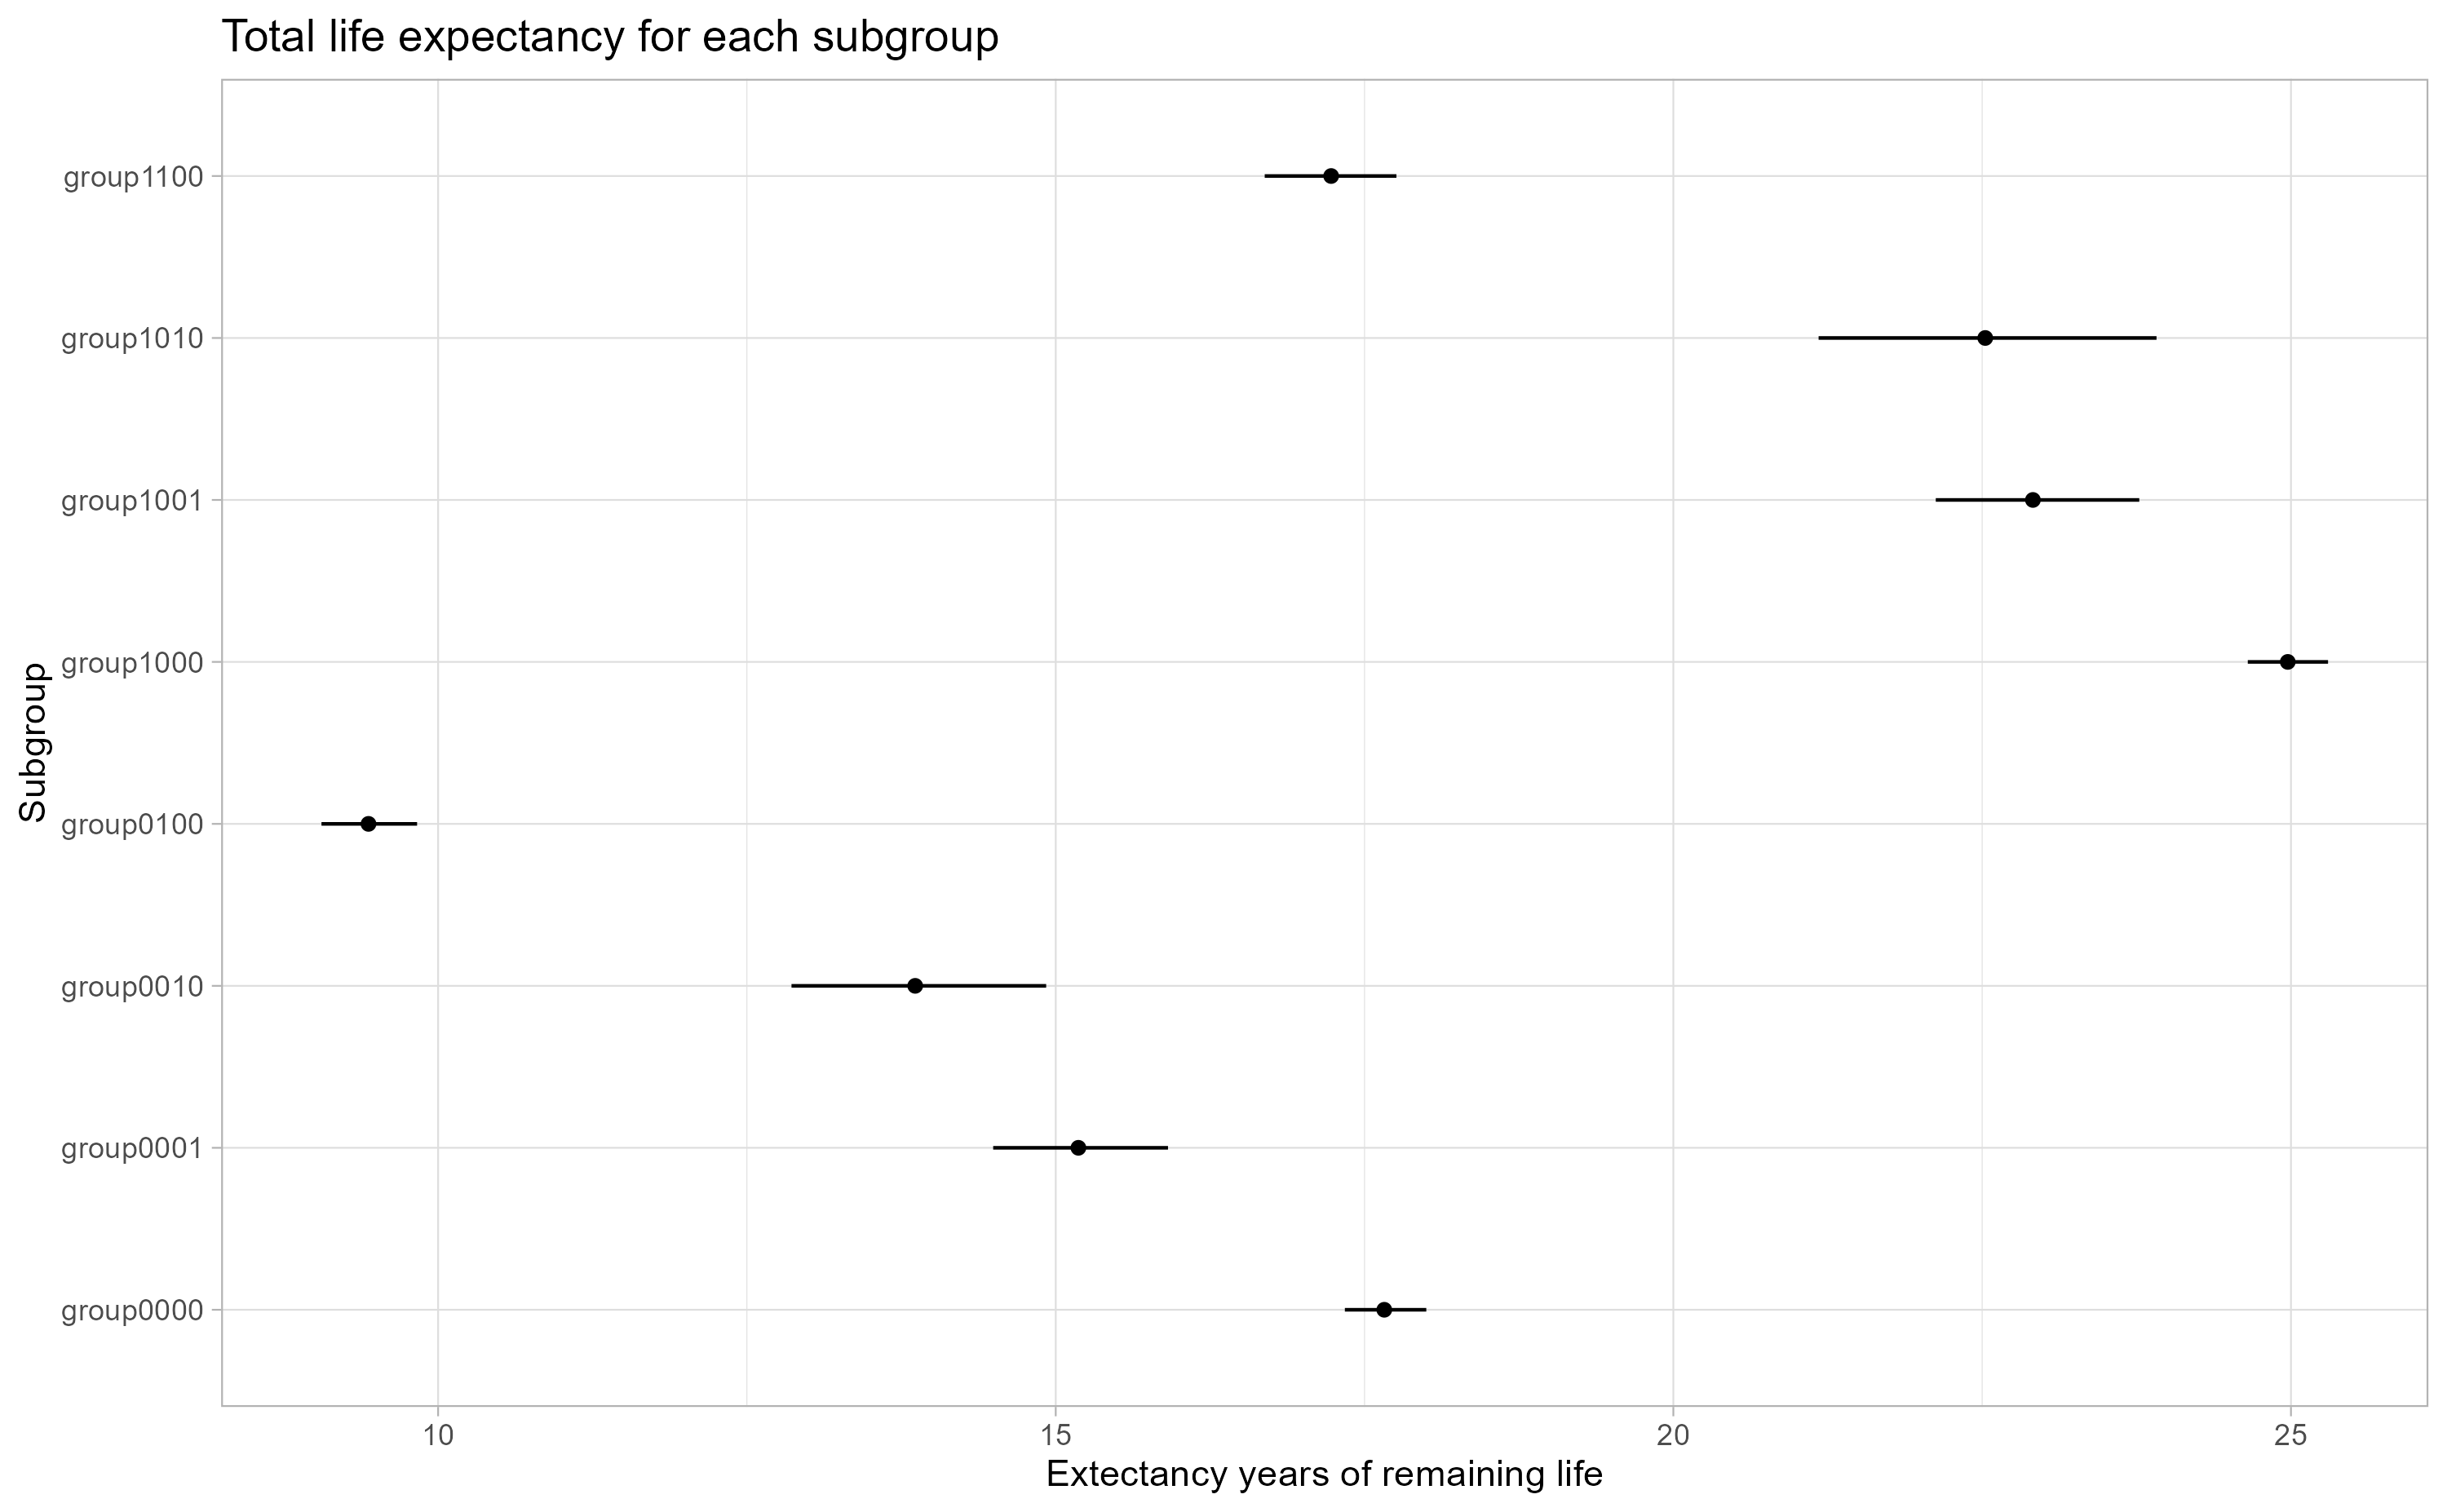 Total life expectancy for each subgroup
Subgroup
group1100
group1010
group1001
group1000
group0100
group0010
group0001
group0000
10 15 20 25
Extectancy years of remaining life